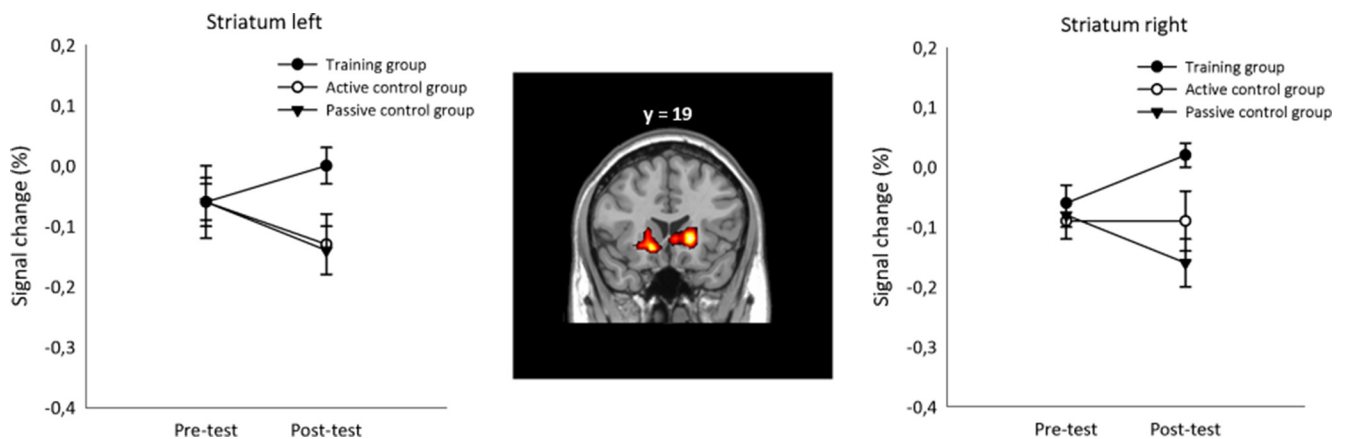 Striatum left
0,2
0,1
0,0
-0,1
-0,2
-0,3
-0,4
Signal change (%)
Training group
Active control group
Passive control group
Pre-test
Post-test
y = 19
Striatum right
0,2
0,1
0,0
-0,1
-0,2
-0,3
-0,4
Signal change (%)
Training group
Active control group
Passive control group
Pre-test
Post-test